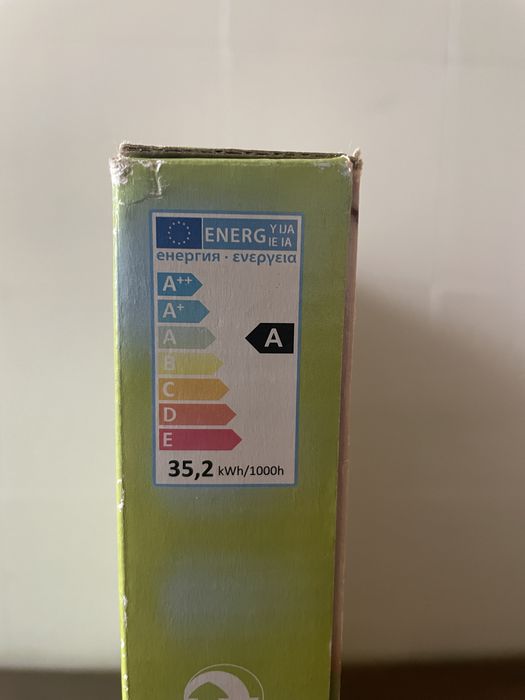 ENERG Y IJA
IE IA
енергия · ενεργεια
A++
A+
A
A
B
C
D
E
35,2 kWh/1000h